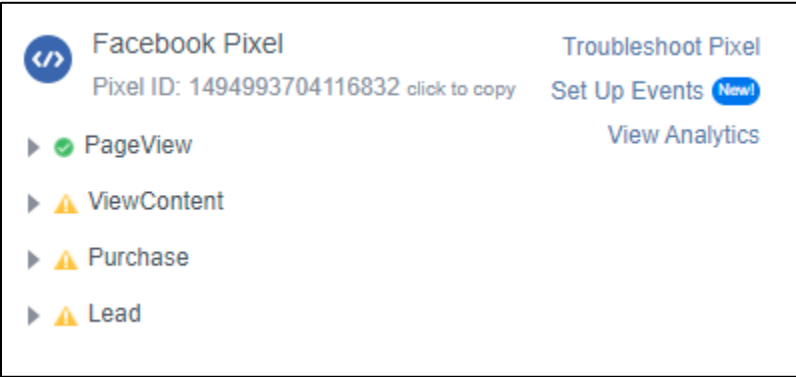 Facebook Pixel
Troubleshoot Pixel
Pixel ID: 1494993704116832 click to copy
Set Up Events New!
View Analytics
PageView
ViewContent
Purchase
Lead